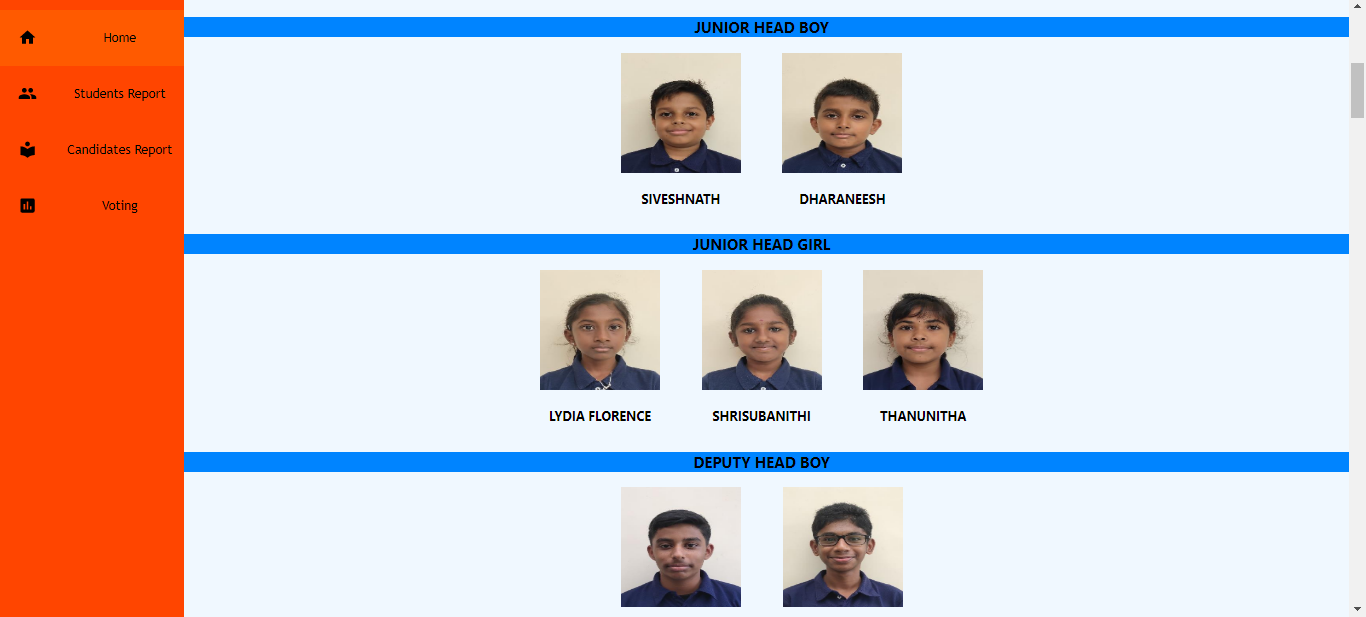 Home
Students Report
Candidates Report
Voting
JUNIOR HEAD BOY
SIVESHNATH DHARANEESH
JUNIOR HEAD GIRL
LYDIA FLORENCE SHRISUBANITHI THANUNITHA
DEPUTY HEAD BOY